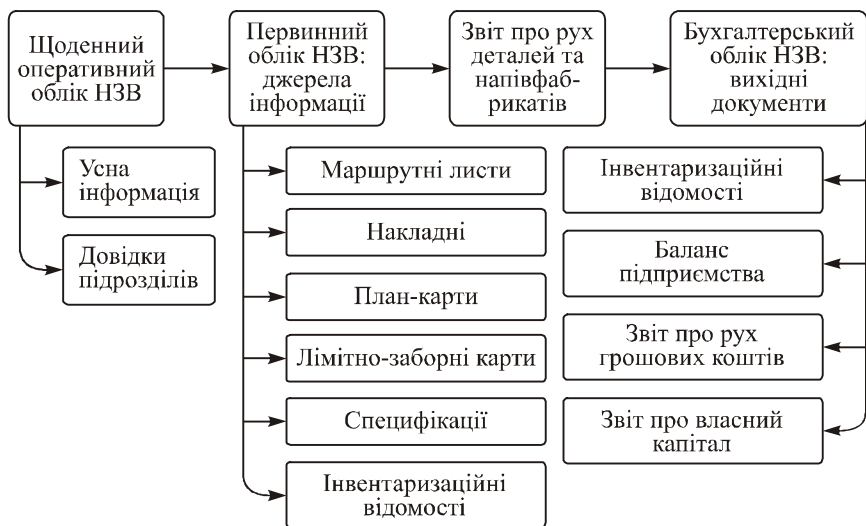 Щоденний
оперативний
облік НЗВ
Первинний
облік НЗВ:
джерела
інформації
Звіт про рух
деталей та
напівфаб-
рикатів
Бухгалтерський
облік НЗВ:
вихідні
документи
Усна
інформація
Довідки
підрозділів
Маршрутні листи
Накладні
План-карти
Лімітно-заборні карти
Специфікації
Інвентаризаційні
відомості
Інвентаризаційні
відомості
Баланс
підприємства
Звіт про рух
грошових коштів
Звіт про власний
капітал